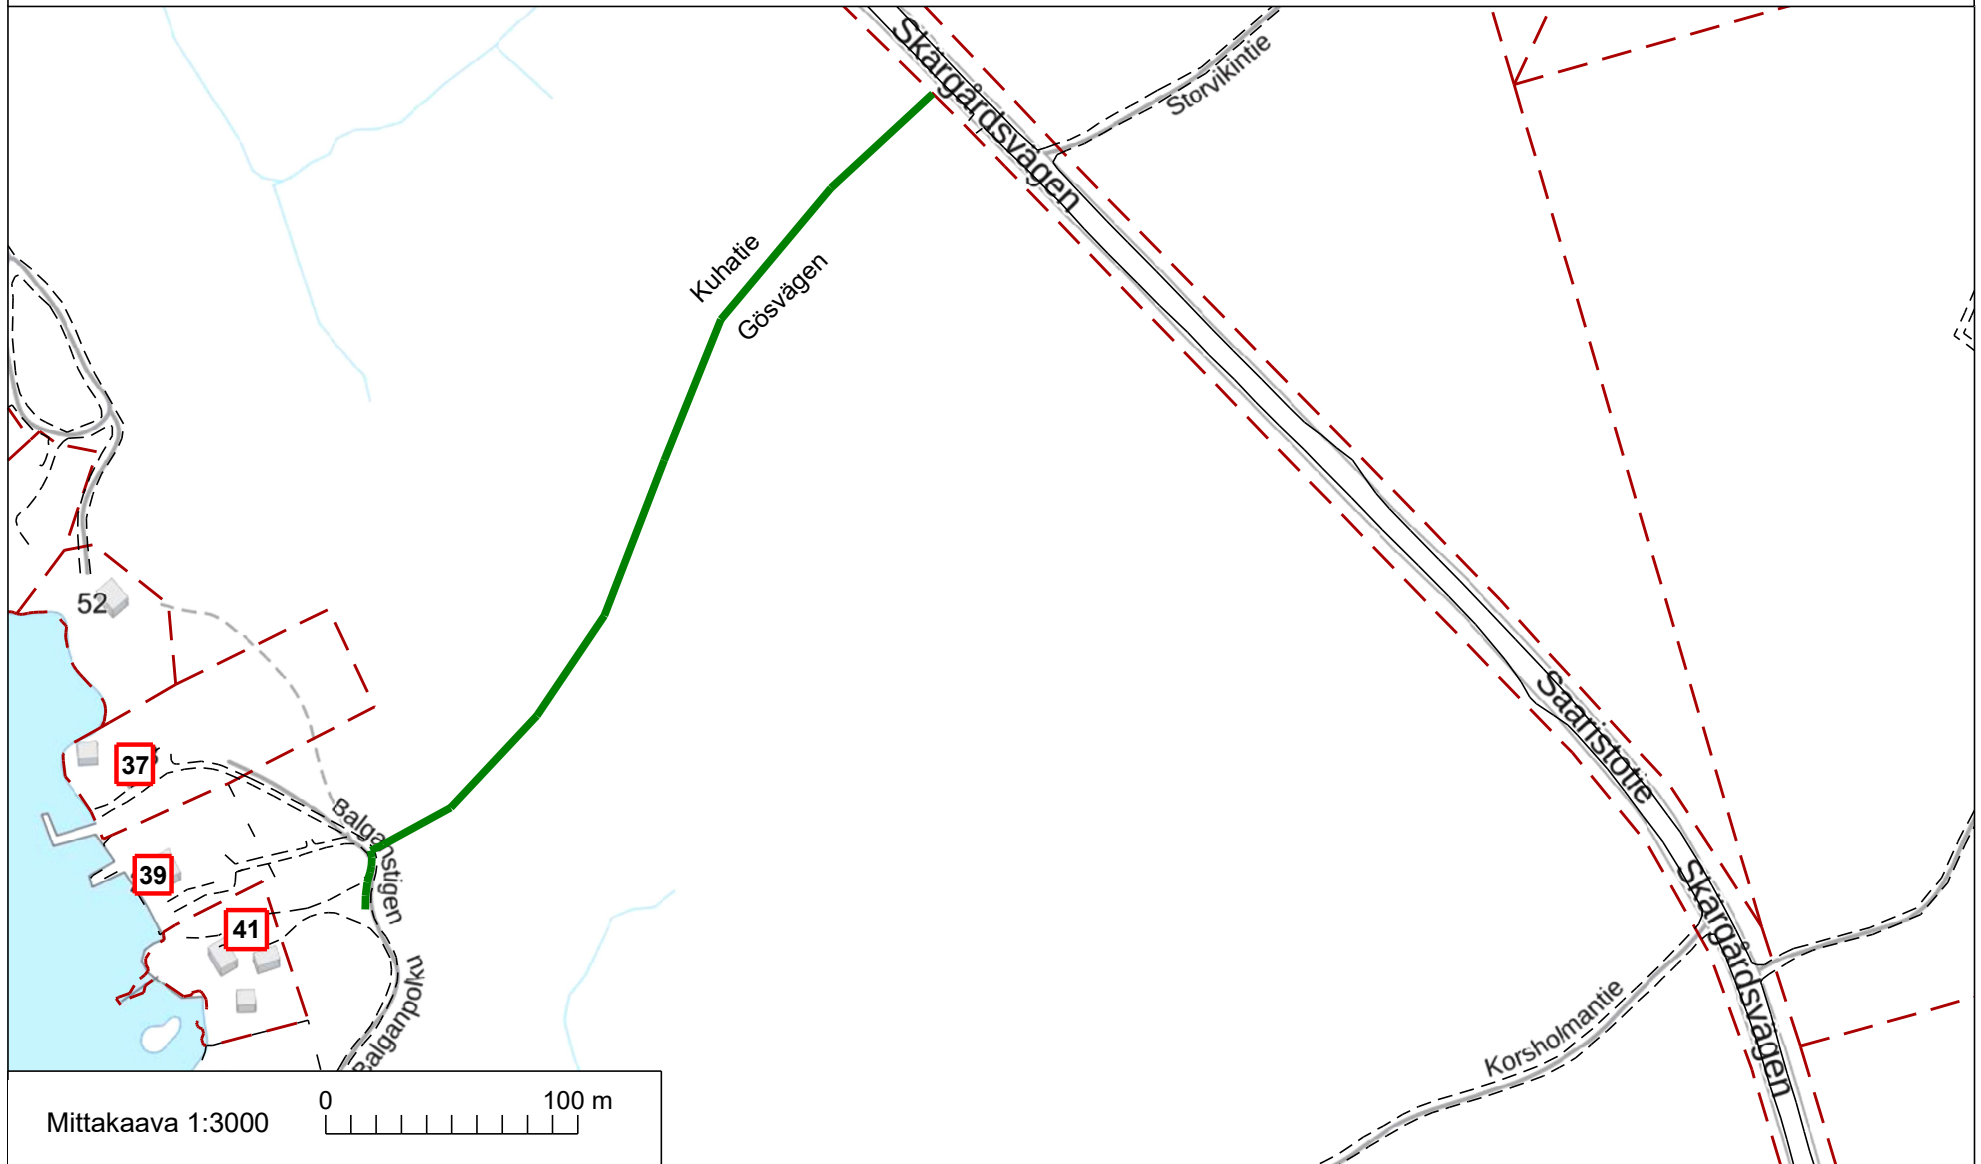 Skärgårdsvägen
Storvikintie
Kuhatie
Gösvägen
52
37
Balganstigen
39
41
Balganpolku
Saaristotie
Skärgårdsvägen
Korsholmantie
Mittakaava 1:3000
0
100 m